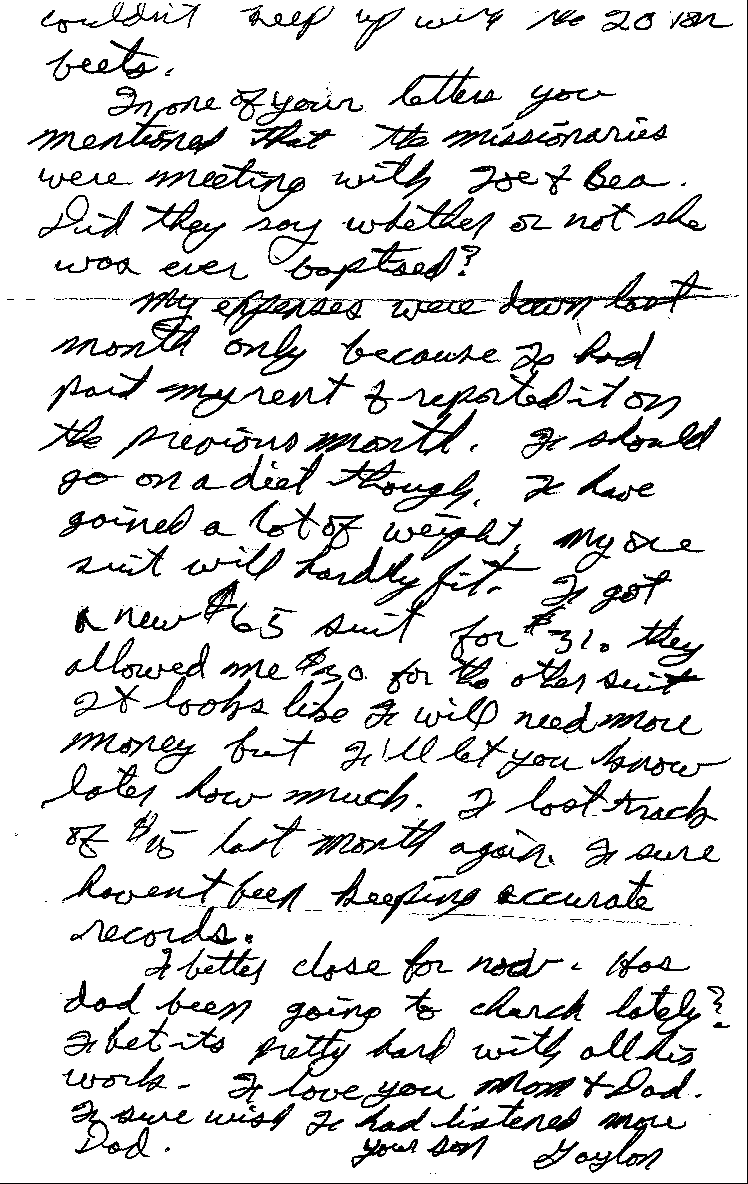 couldn't keep up with the 20 ton
beets.
In one of your letters you
mentioned that the missionaries
were meeting with Joe & Bea.
Did they say whether or not she
was ever baptised?
My expenses were down last
month only because I had
paid my rent & reported it on
the previous month. I should
go on a diet though. I have
gained a lot of weight, my one
suit will hardly fit. I got
a new $65 suit for $31. they
allowed me $30 for the other suit
It looks like I will need more
money but I'll let you know
later how much. I lost track
of $15 last month again. I sure
havent been keeping accurate
records.
I better close for now. Has
dad been going to church lately?
I bet its pretty hard with all his
work. I love you Mom & Dad.
I sure wish I had listened more
Dad. your son Gaylon